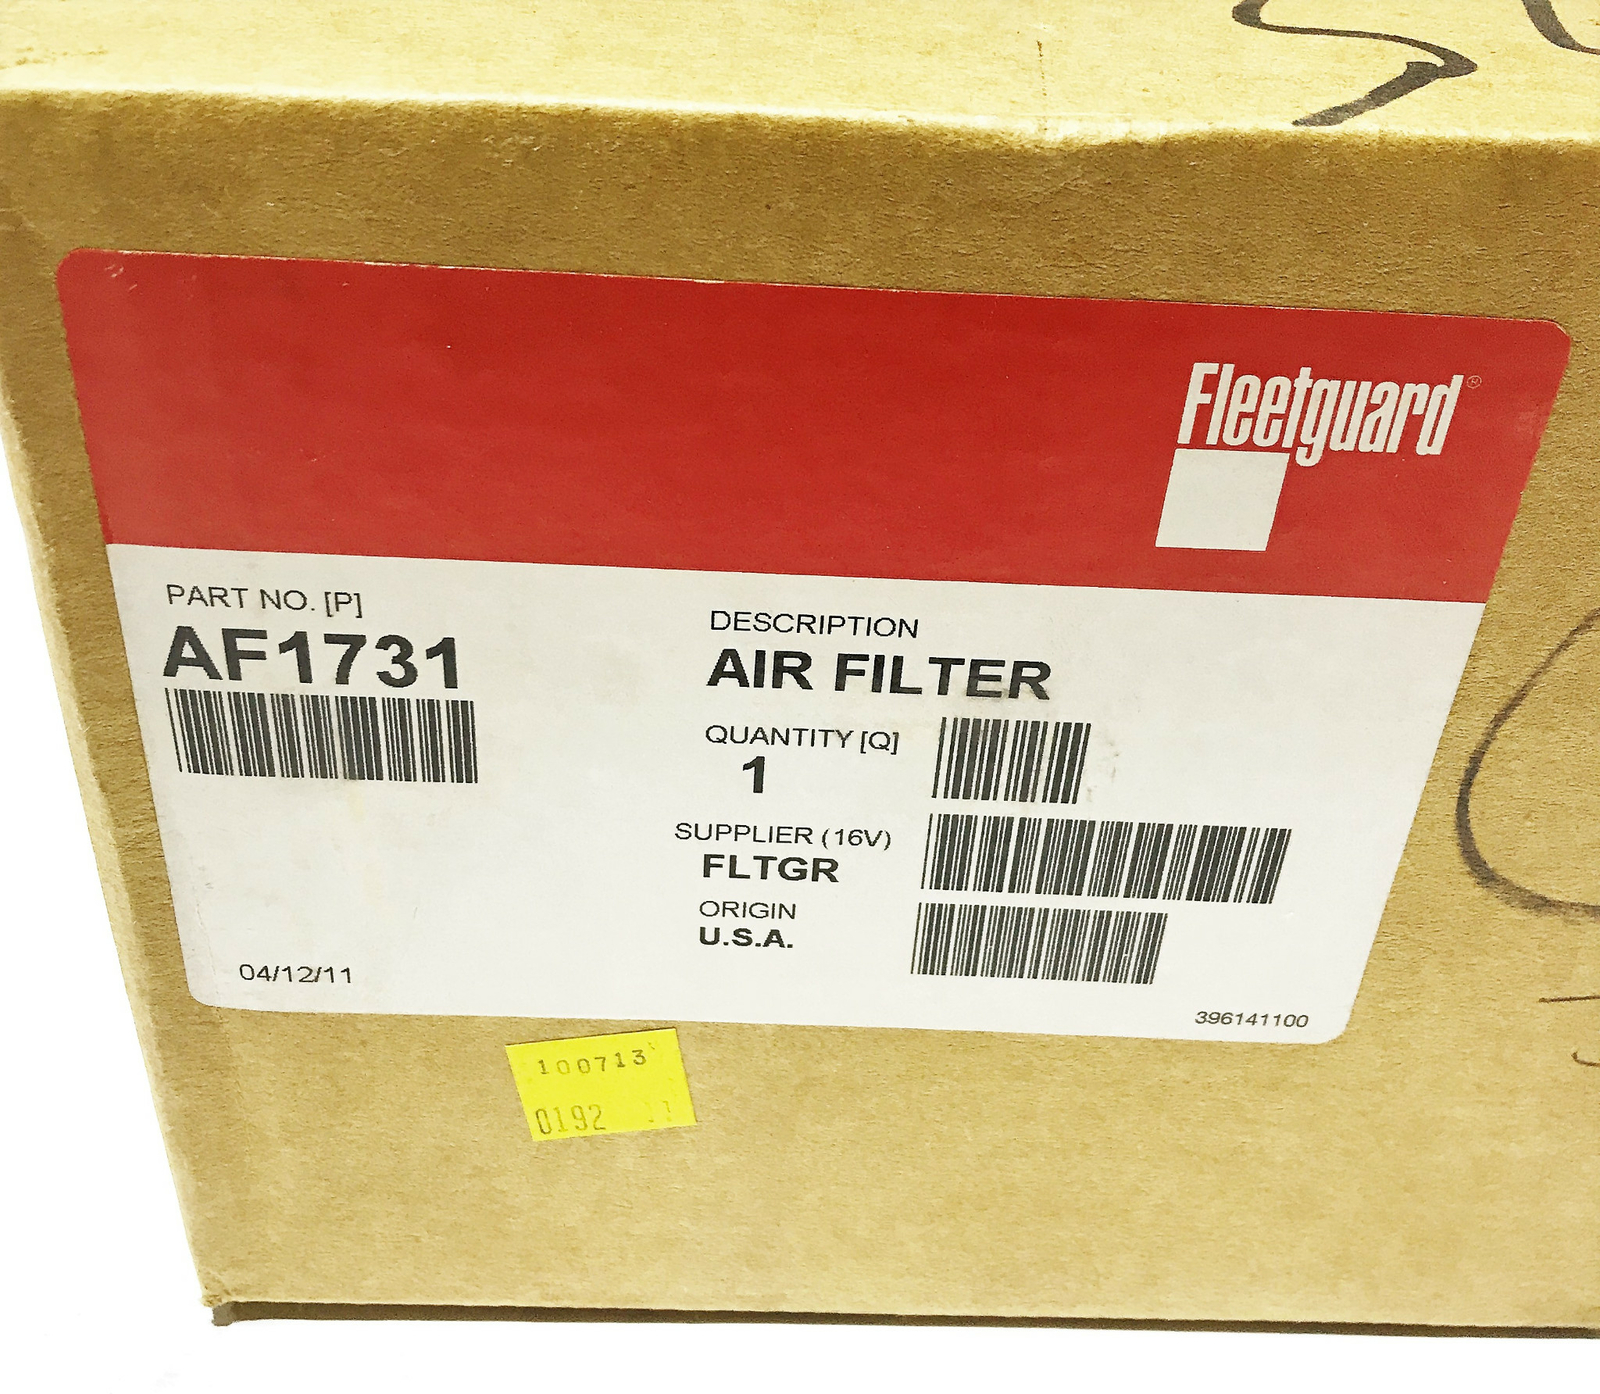 Fleetguard®
PART NO. [P]
AF1731
DESCRIPTION
AIR FILTER
QUANTITY [Q]
1
SUPPLIER (16V)
FLTGR
ORIGIN
U.S.A.
04/12/11
396141100
100713
0192